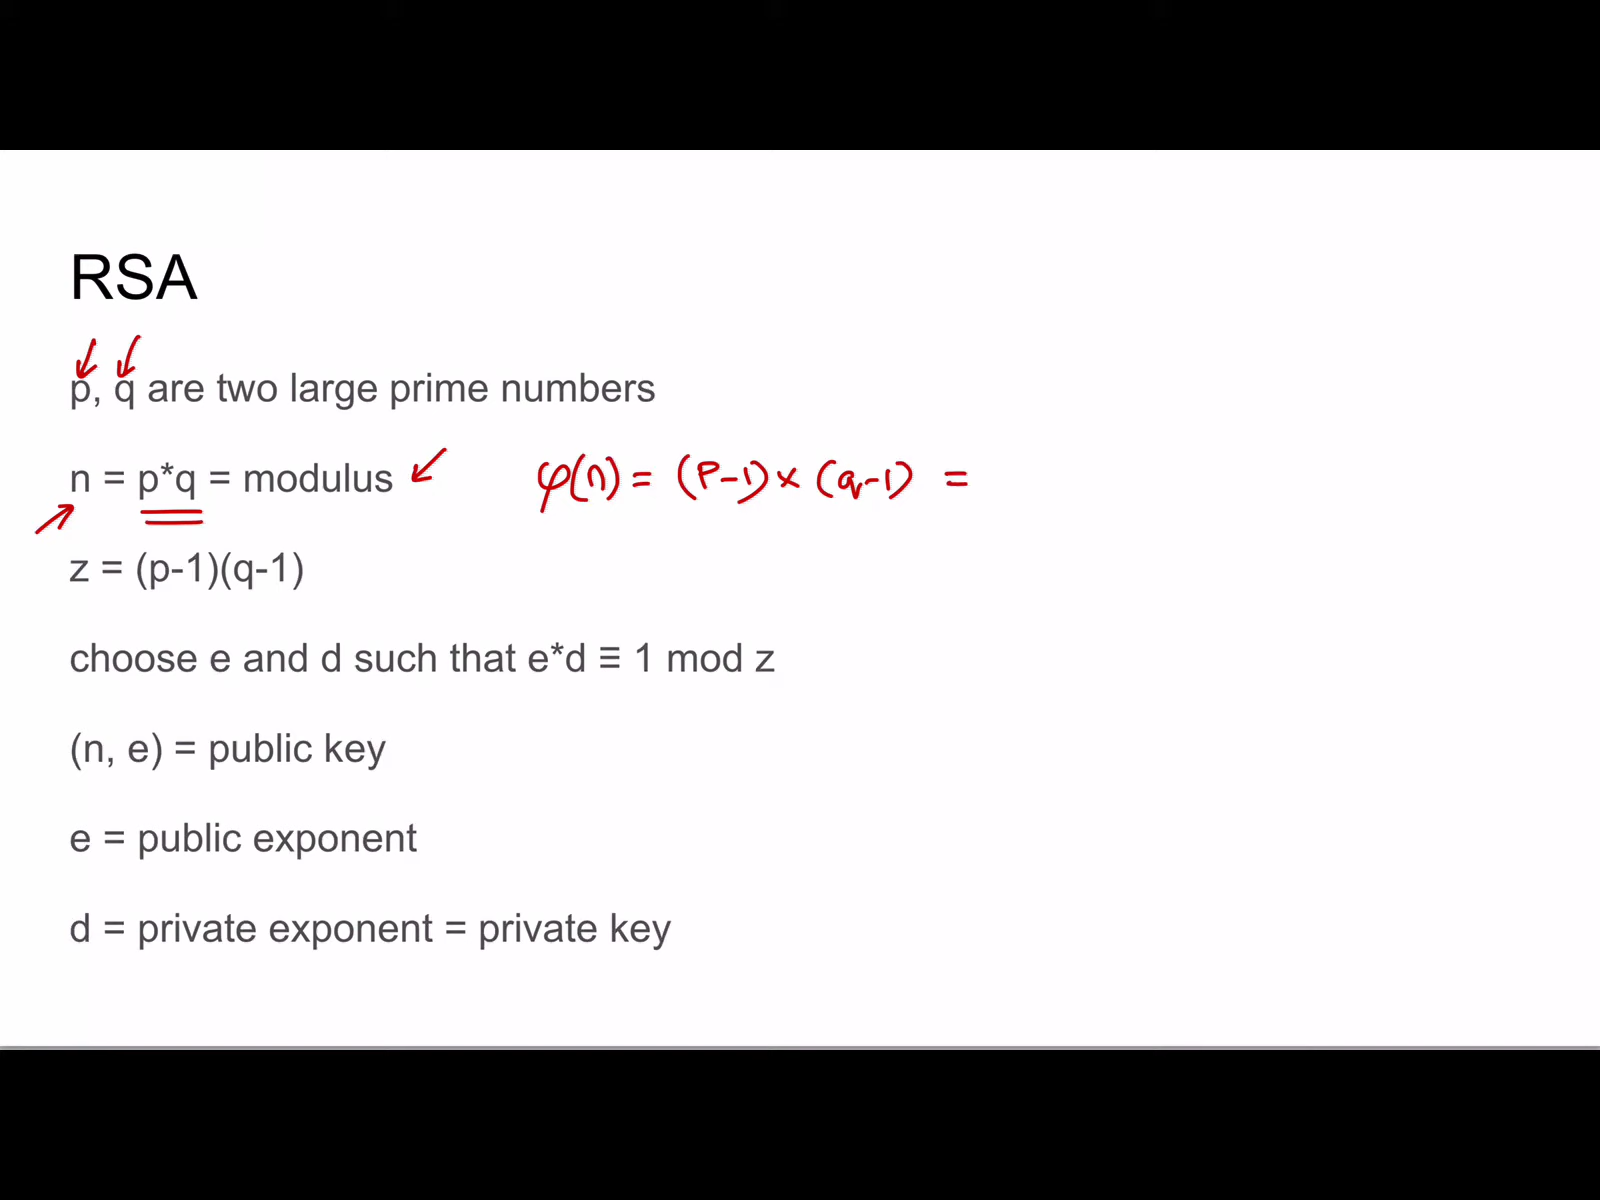 RSA
p, q are two large prime numbers
n = p*q = modulus φ(n) = (P-1) × (q-1) =
z = (p-1)(q-1)
choose e and d such that e*d ≡ 1 mod z
(n, e) = public key
e = public exponent
d = private exponent = private key